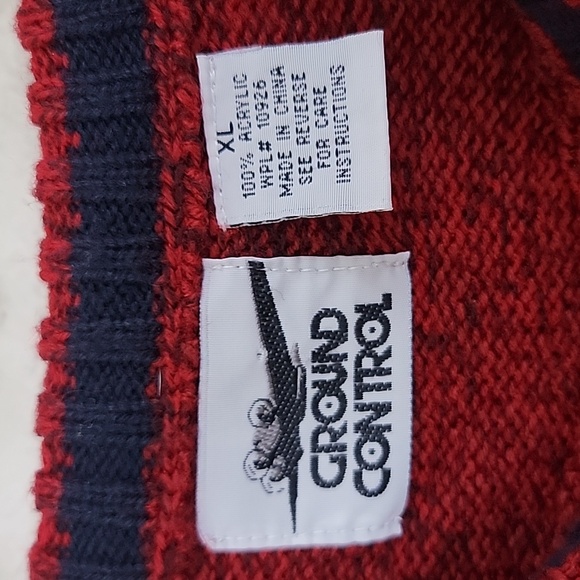 XL
100% ACRYLIC
WPL# 10926
MADE IN CHINA
SEE REVERSE
FOR CARE
INSTRUCTIONS
GROUND
CONTROL